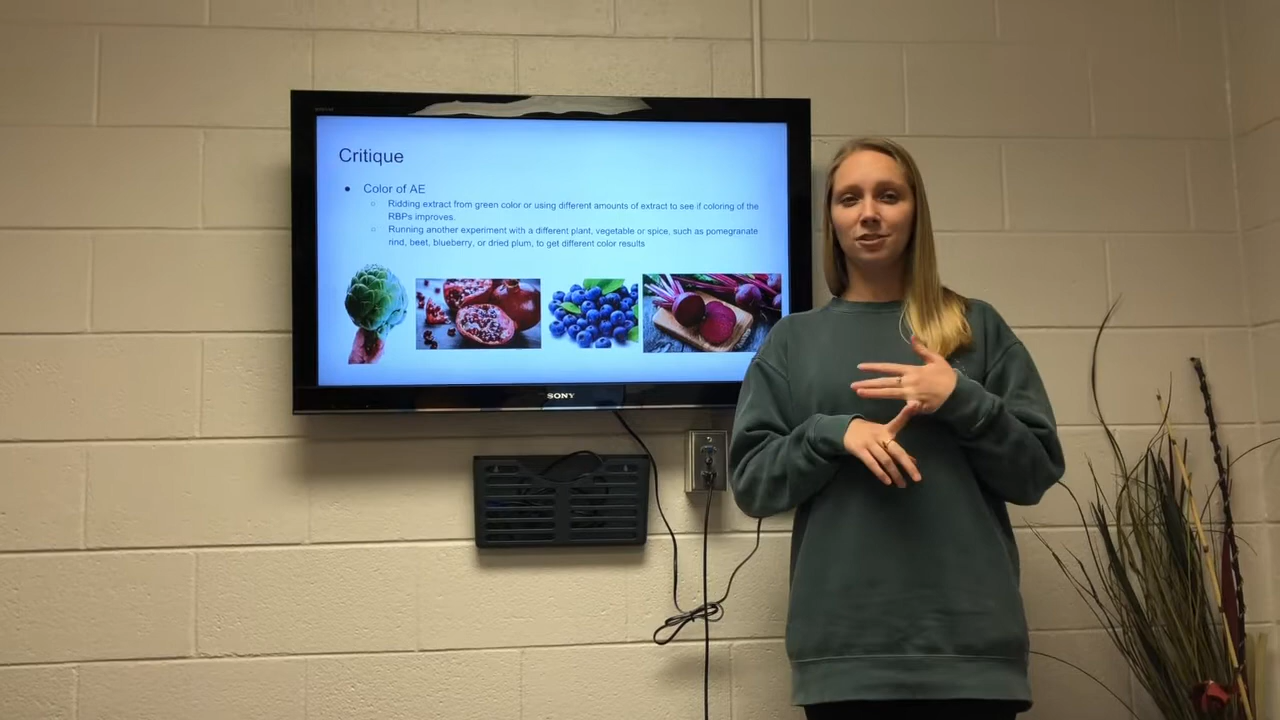 Critique
● Color of AE
○ Ridding extract from green color or using different amounts of extract to see if coloring of the
RBPs improves.
○ Running another experiment with a different plant, vegetable or spice, such as pomegranate
rind, beet, blueberry, or dried plum, to get different color results
SONY